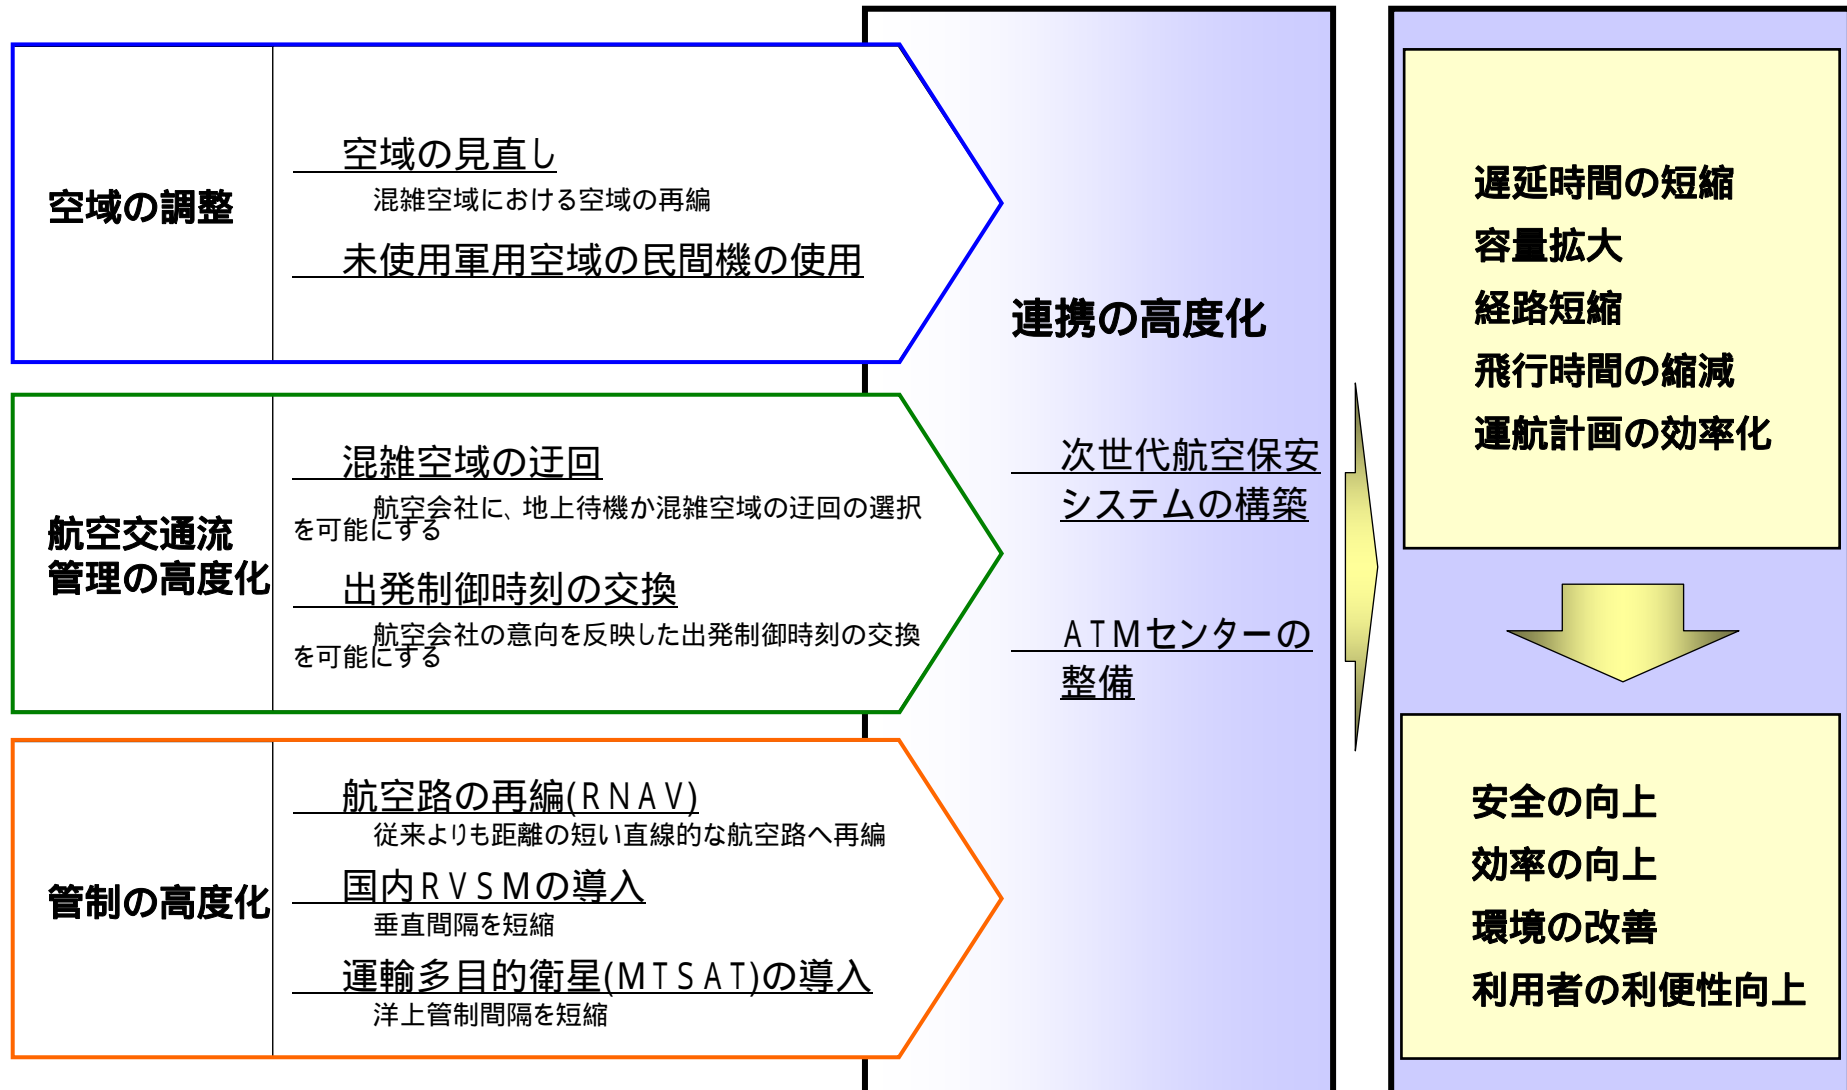 空域の調整
空域の見直し
混雑空域における空域の再編
未使用軍用空域の民間機の使用
航空交通流
管理の高度化
混雑空域の迂回
航空会社に、地上待機か混雑空域の迂回の選択
を可能にする
出発制御時刻の交換
航空会社の意向を反映した出発制御時刻の交換
を可能にする
管制の高度化
航空路の再編(RNAV)
従来よりも距離の短い直線的な航空路へ再編
国内RVSMの導入
垂直間隔を短縮
運輸多目的衛星(MTSAT)の導入
洋上管制間隔を短縮
連携の高度化
次世代航空保安
システムの構築
ATMセンターの
整備
遅延時間の短縮
容量拡大
経路短縮
飛行時間の縮減
運航計画の効率化
安全の向上
効率の向上
環境の改善
利用者の利便性向上